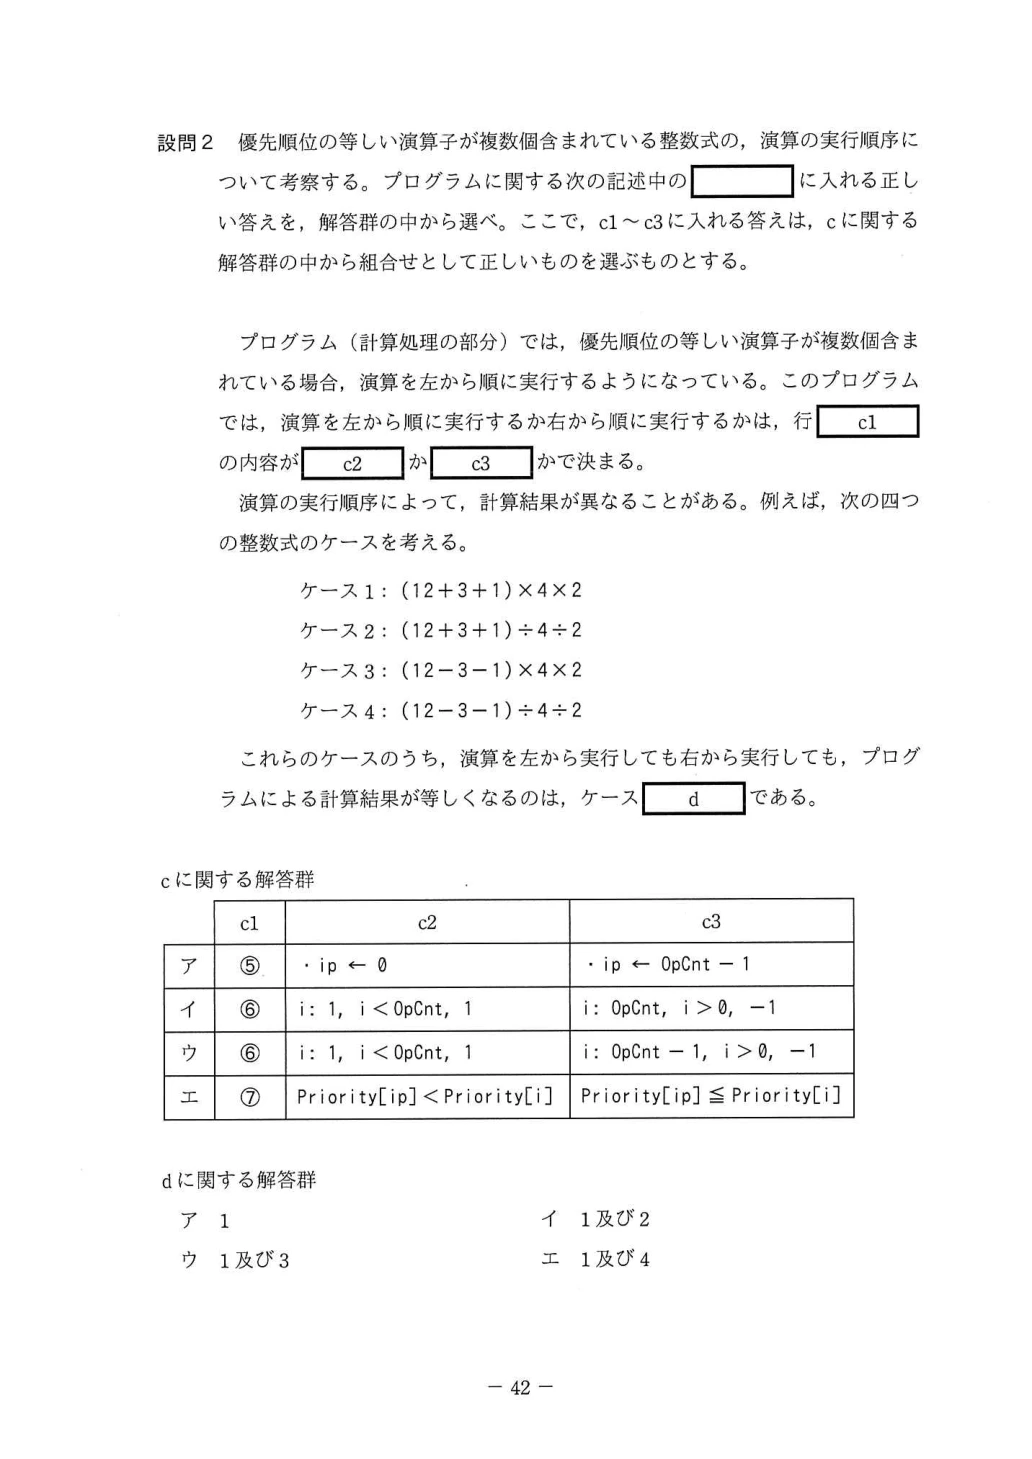 設問2 優先順位の等しい演算子が複数個含まれている整数式の，演算の実行順序に
ついて考察する。プログラムに関する次の記述中の に入れる正し
い答えを，解答群の中から選べ。ここで，c1～c3に入れる答えは，cに関する
解答群の中から組合せとして正しいものを選ぶものとする。
プログラム（計算処理の部分）では，優先順位の等しい演算子が複数個含ま
れている場合，演算を左から順に実行するようになっている。このプログラム
では，演算を左から順に実行するか右から順に実行するかは，行 c1
の内容が c2 か c3 かで決まる。
演算の実行順序によって，計算結果が異なることがある。例えば，次の四つ
の整数式のケースを考える。
ケース1：(12＋3＋1)×4×2
ケース2：(12＋3＋1)÷4÷2
ケース3：(12－3－1)×4×2
ケース4：(12－3－1)÷4÷2
これらのケースのうち，演算を左から実行しても右から実行しても，プログ
ラムによる計算結果が等しくなるのは，ケース d である。
cに関する解答群
c1 c2 c3
ア ⑤ ・ip ← 0 ・ip ← OpCnt － 1
イ ⑥ i: 1, i＜OpCnt, 1 i: OpCnt, i＞0, －1
ウ ⑥ i: 1, i＜OpCnt, 1 i: OpCnt － 1, i＞0, －1
エ ⑦ Priority[ip]＜Priority[i] Priority[ip]≦Priority[i]
dに関する解答群
ア 1 イ 1及び2
ウ 1及び3 エ 1及び4
－ 42 －